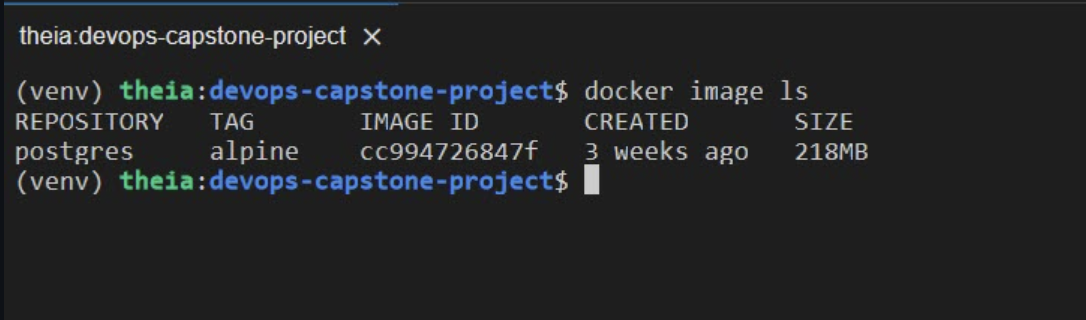 theia:devops-capstone-project ×
(venv) theia:devops-capstone-project$ docker image ls
REPOSITORY   TAG       IMAGE ID       CREATED       SIZE
postgres     alpine    cc994726847f   3 weeks ago   218MB
(venv) theia:devops-capstone-project$